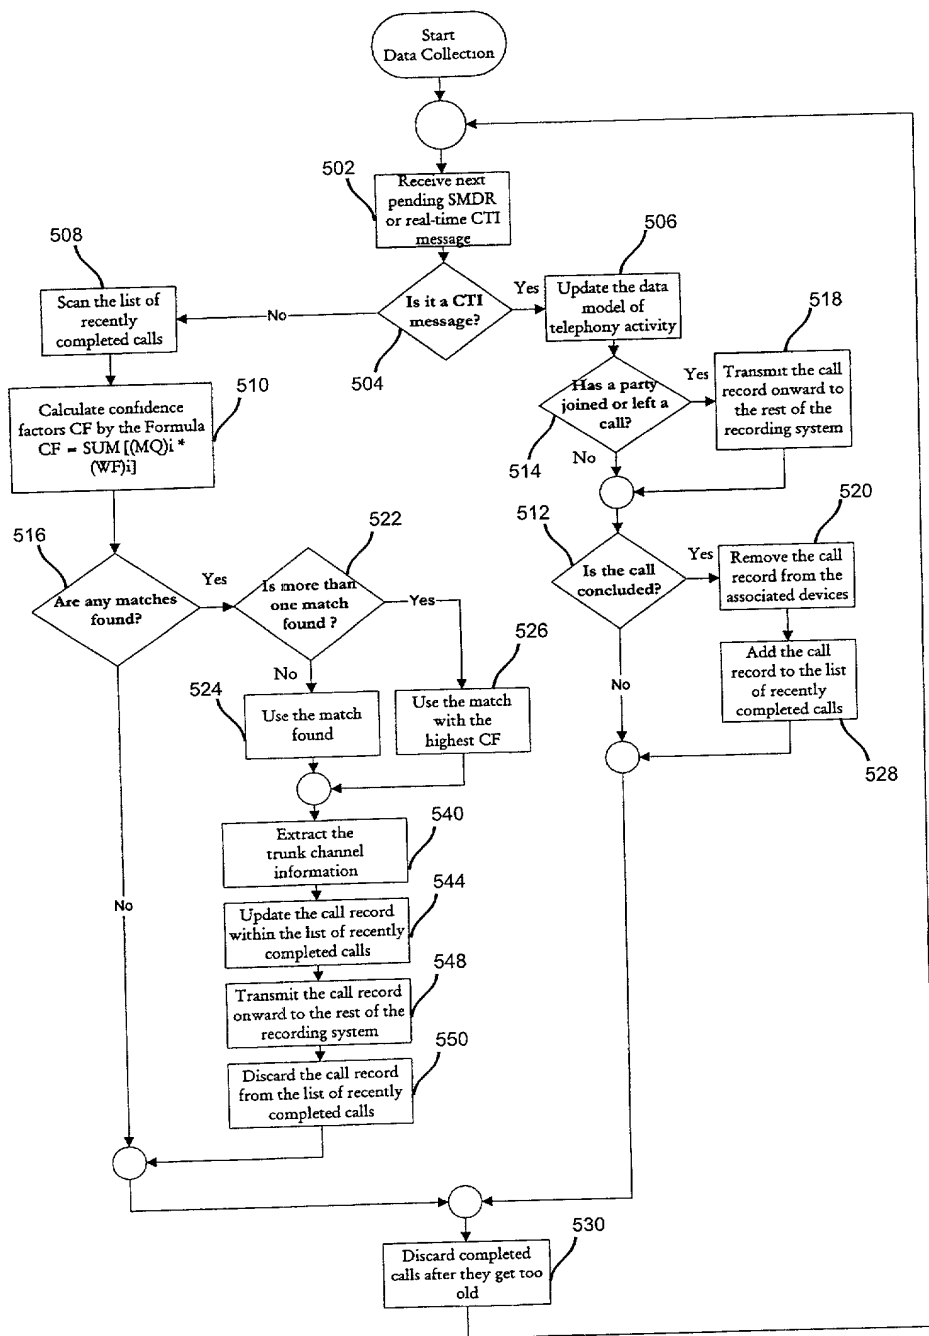 Start
Data Collection
502
Receive next
pending SMDR
or real-time CTI
message
506
508
Scan the list of
recently
completed calls
No
Is it a CTI
message?
504
Yes
Update the data
model of
telephony activity
518
510
Calculate confidence
factors CF by the Formula
CF = SUM [(MQ)i *
(WF)i]
Has a party
joined or left a
call?
514
Yes
No
Transmit the call
record onward to
the rest of the
recording system
512
520
516
Are any matches
found?
Yes
522
Is more than
one match
found ?
Yes
No
Is the call
concluded?
Yes
No
Remove the call
record from the
associated devices
524
Use the match
found
526
Use the match
with the
highest CF
Add the call
record to the list
of recently
completed calls
528
540
Extract the
trunk channel
information
544
No
Update the call record
within the list of recently
completed calls
548
Transmit the call record
onward to the rest of the
recording system
550
Discard the call record
from the list of recently
completed calls
530
Discard completed
calls after they get too
old